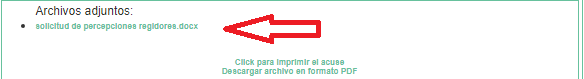 Archivos adjuntos:
solicitud de percepciones regidores.docx
Click para imprimir el acuse
Descargar archivo en formato PDF